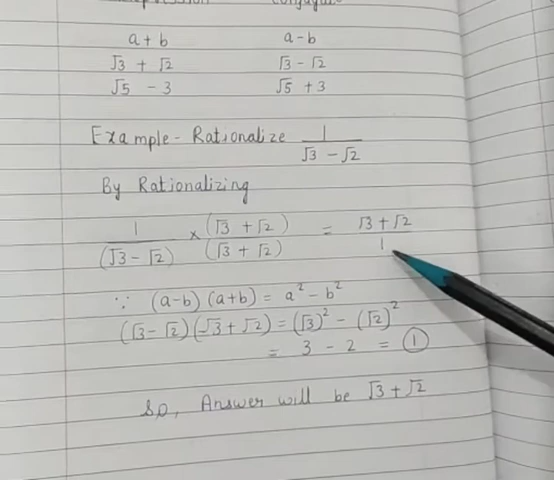 a + b a - b
√3 + √2 √3 - √2
√5 - 3 √5 + 3
Example - Rationalize 1/(√3 - √2)
By Rationalizing
1/(√3 - √2) × (√3 + √2)/(√3 + √2) = (√3 + √2)/1
∵ (a-b) (a+b) = a² - b²
(√3 - √2) (√3 + √2) = (√3)² - (√2)²
= 3 - 2 = ①
So, Answer will be √3 + √2